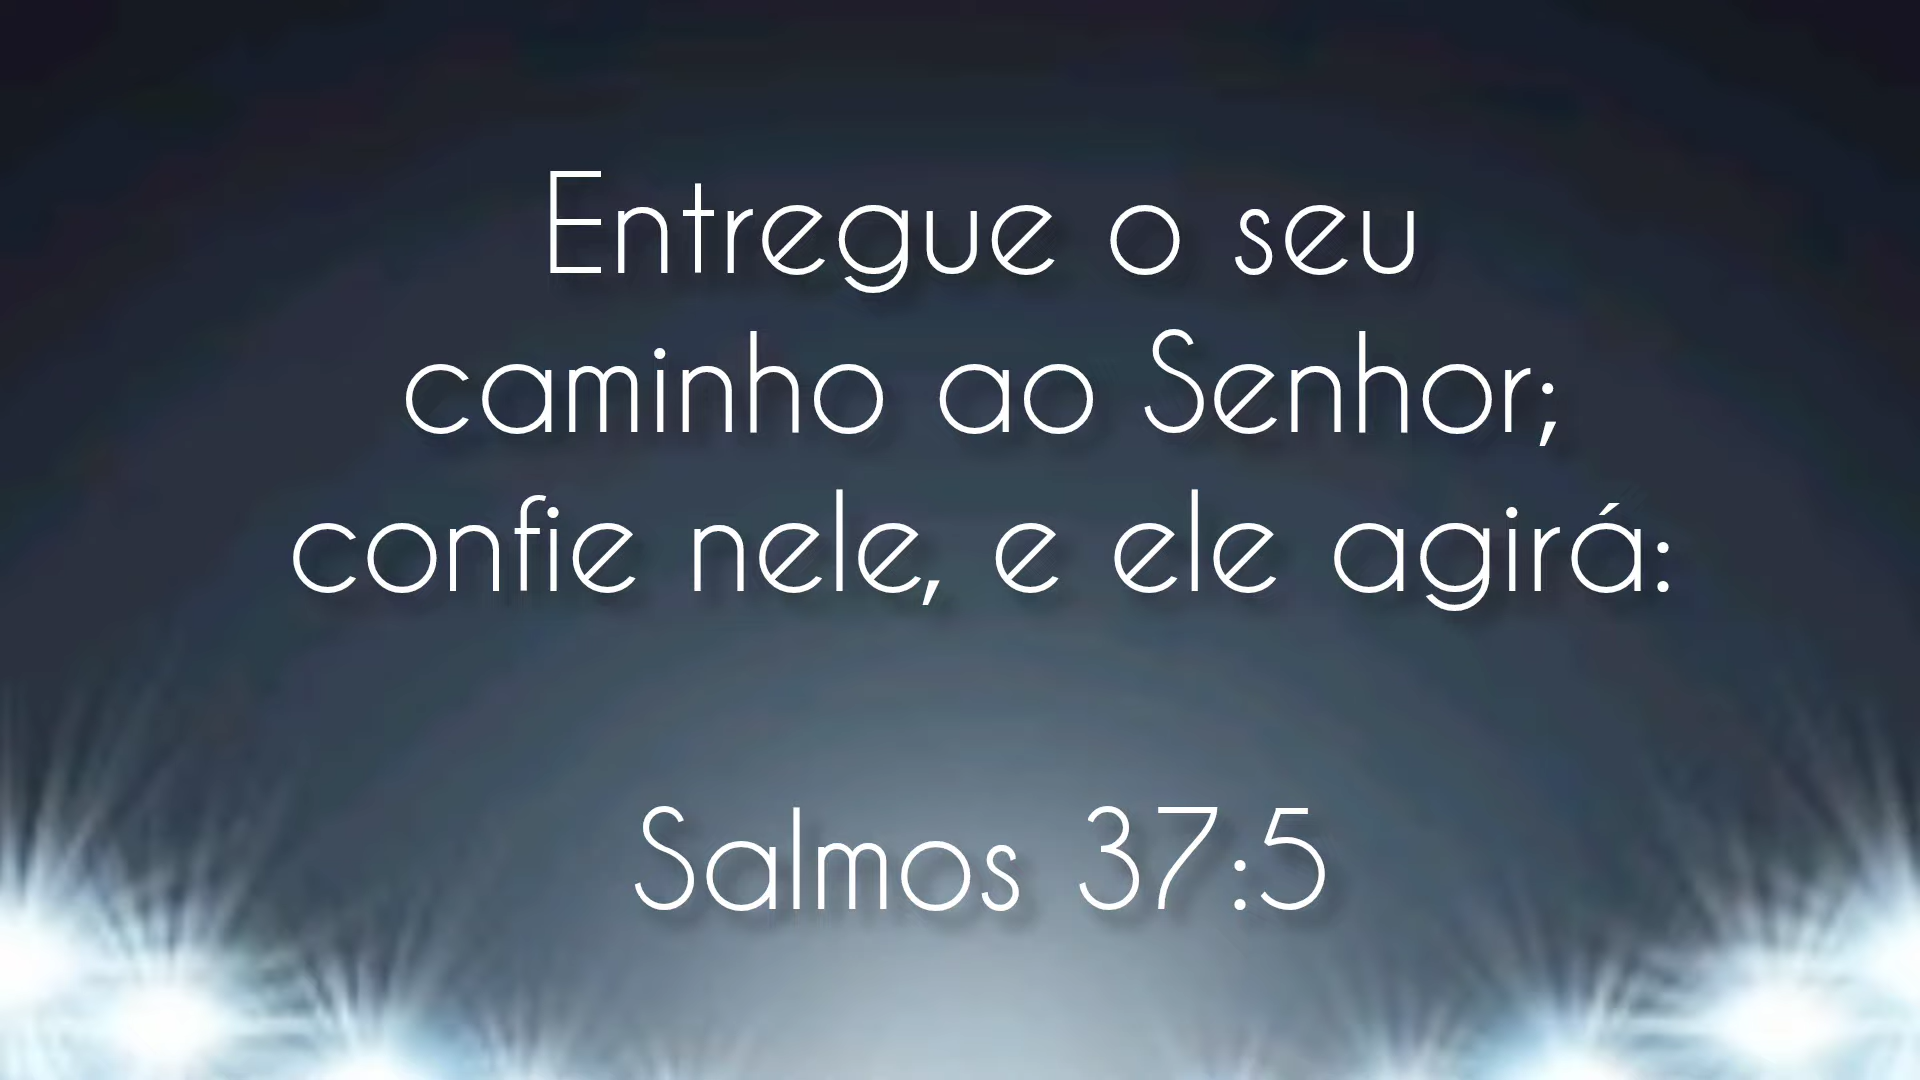 Entregue o seu
caminho ao Senhor;
confie nele, e ele agirá:
Salmos 37:5